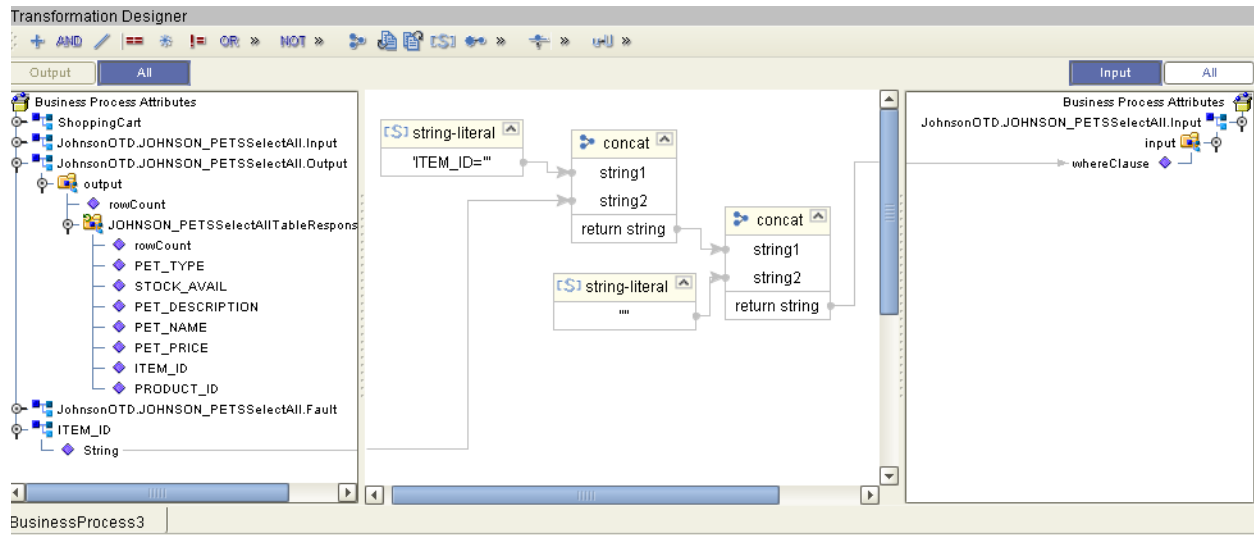 Transformation Designer
AND == != OR » NOT » [S] » » »
Output All Input All
Business Process Attributes
ShoppingCart
JohnsonOTD.JOHNSON_PETSSelectAll.Input
JohnsonOTD.JOHNSON_PETSSelectAll.Output
output
rowCount
JOHNSON_PETSSelectAllTableRespons
rowCount
PET_TYPE
STOCK_AVAIL
PET_DESCRIPTION
PET_NAME
PET_PRICE
ITEM_ID
PRODUCT_ID
JohnsonOTD.JOHNSON_PETSSelectAll.Fault
ITEM_ID
String
[S] string-literal
'ITEM_ID='"
concat
string1
string2
return string
[S] string-literal
""
concat
string1
string2
return string
Business Process Attributes
JohnsonOTD.JOHNSON_PETSSelectAll.Input
input
whereClause
BusinessProcess3